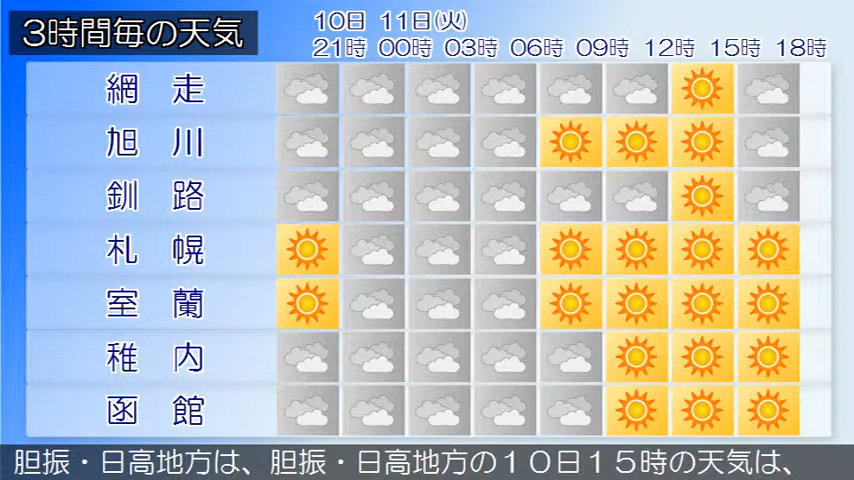 3時間毎の天気
10日 11日(火)
21時 00時 03時 06時 09時 12時 15時 18時
網 走
旭 川
釧 路
札 幌
室 蘭
稚 内
函 館
胆振・日高地方は、胆振・日高地方の１０日１５時の天気は、